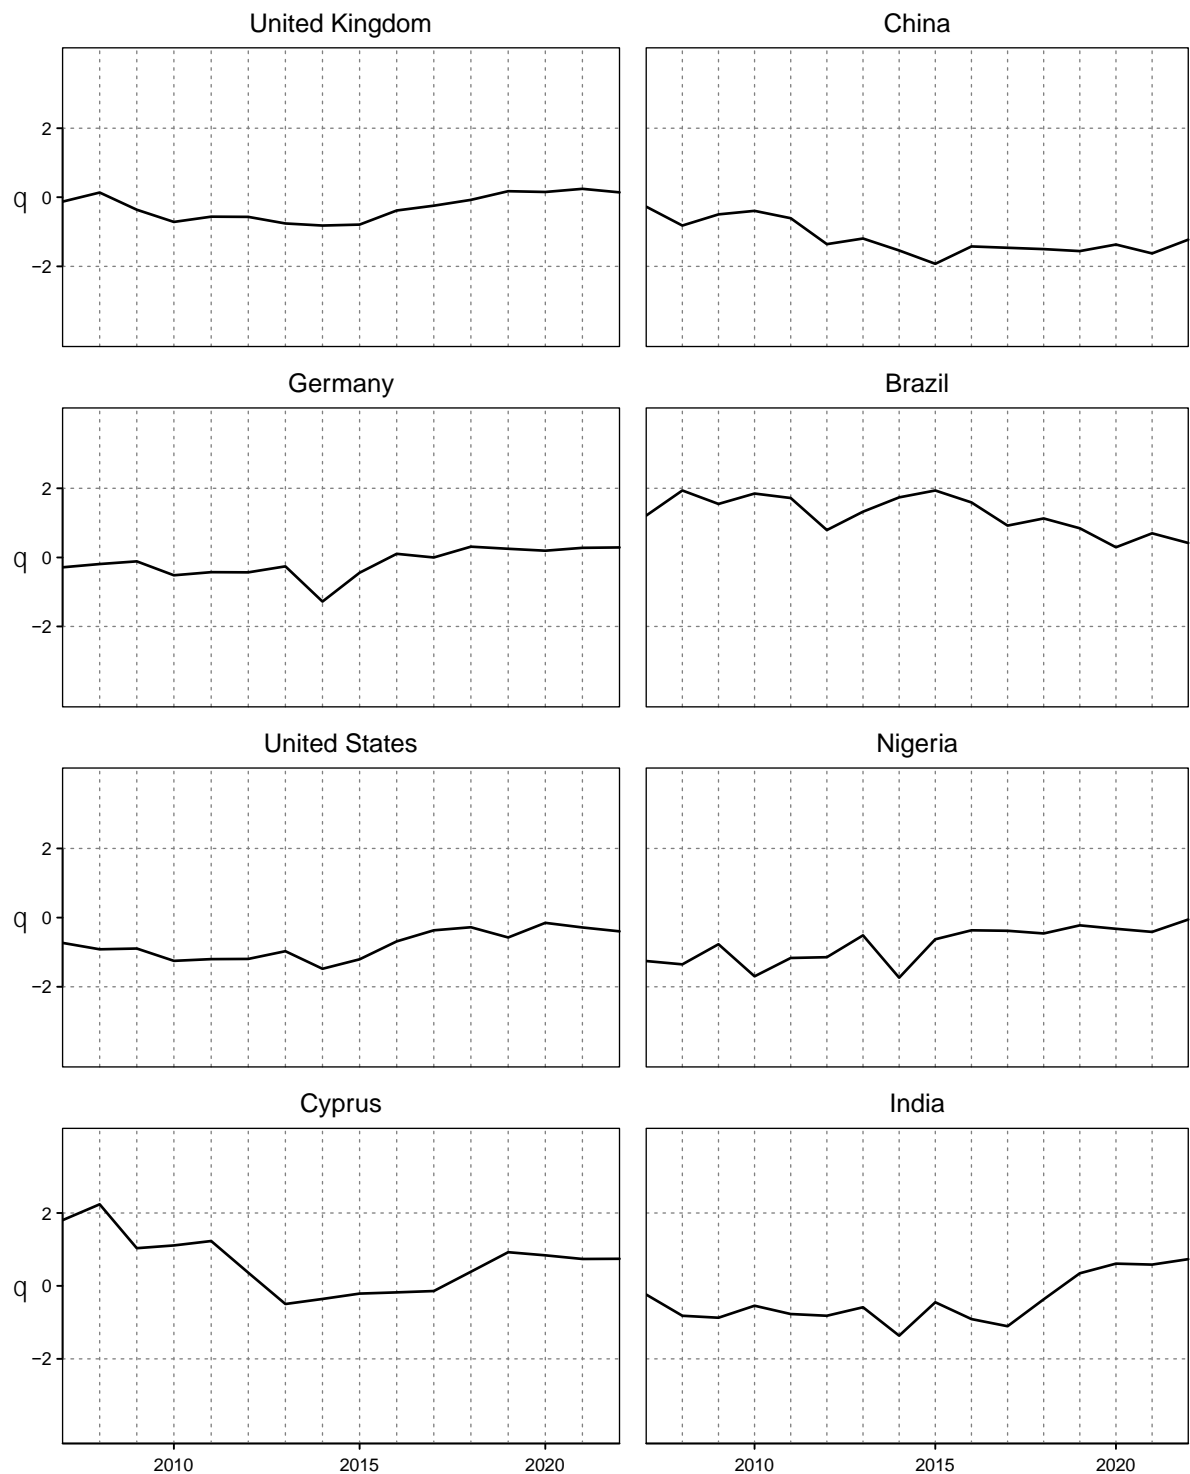 United Kingdom China
2
q 0
−2
Germany Brazil
2
q 0
−2
United States Nigeria
2
q 0
−2
Cyprus India
2
q 0
−2
2010 2015 2020 2010 2015 2020